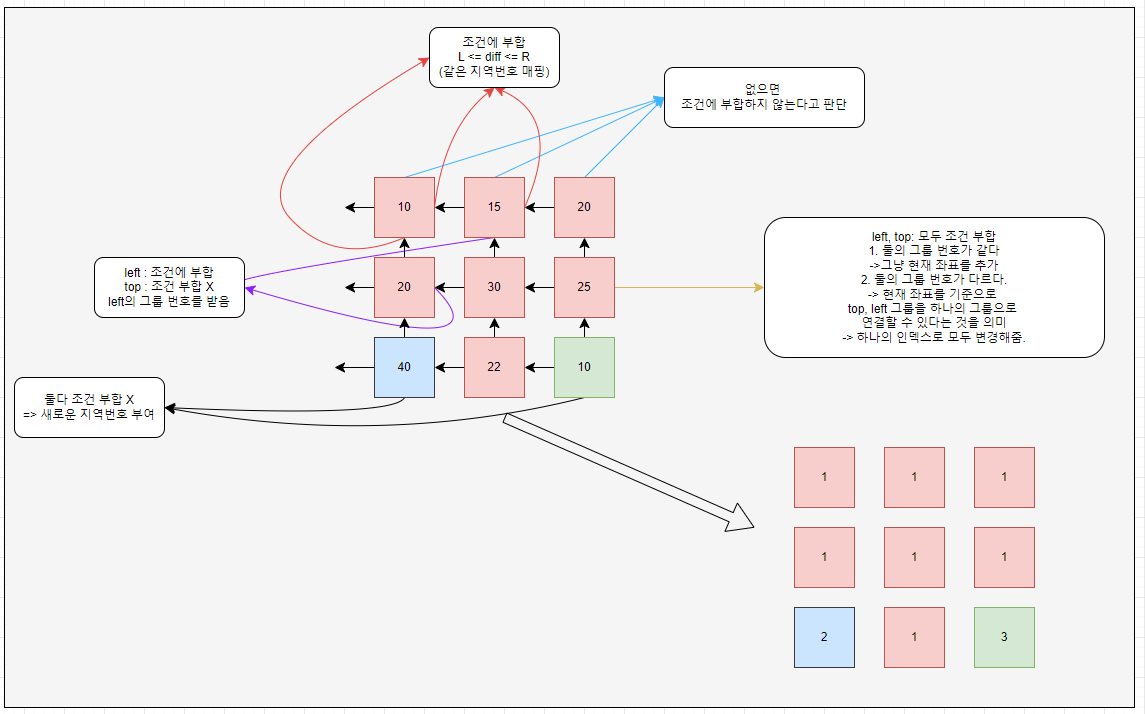 조건에 부합
L <= diff <= R
(같은 지역번호 매핑)
없으면
조건에 부합하지 않는다고 판단
10
15
20
left : 조건에 부합
top : 조건 부합 X
left의 그룹 번호를 받음
20
30
25
left, top: 모두 조건 부합
1. 둘의 그룹 번호가 같다
->그냥 현재 좌표를 추가
2. 둘의 그룹 번호가 다르다.
-> 현재 좌표를 기준으로
top, left 그룹을 하나의 그룹으로
연결할 수 있다는 것을 의미
-> 하나의 인덱스로 모두 변경해줌.
40
22
10
둘다 조건 부합 X
=> 새로운 지역번호 부여
1
1
1
1
1
1
2
1
3